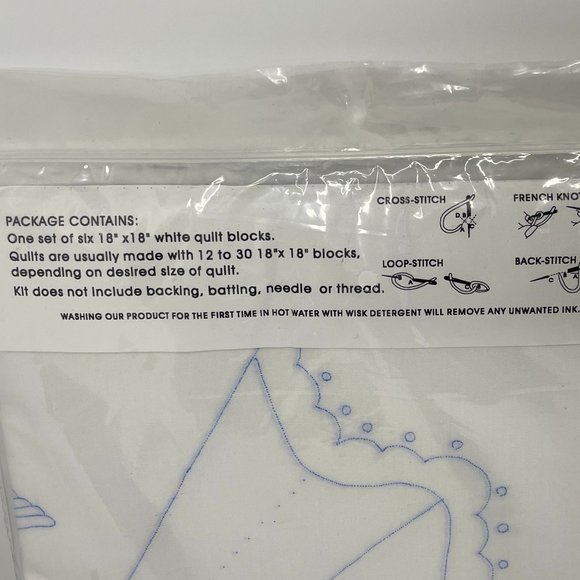 PACKAGE CONTAINS:
One set of six 18" x18" white quilt blocks.
Quilts are usually made with 12 to 30 18"x 18" blocks,
depending on desired size of quilt.
Kit does not include backing, batting, needle or thread.
CROSS-STITCH
FRENCH KNO
LOOP-STITCH
BACK-STITCH
WASHING OUR PRODUCT FOR THE FIRST TIME IN HOT WATER WITH WISK DETERGENT WILL REMOVE ANY UNWANTED INK.